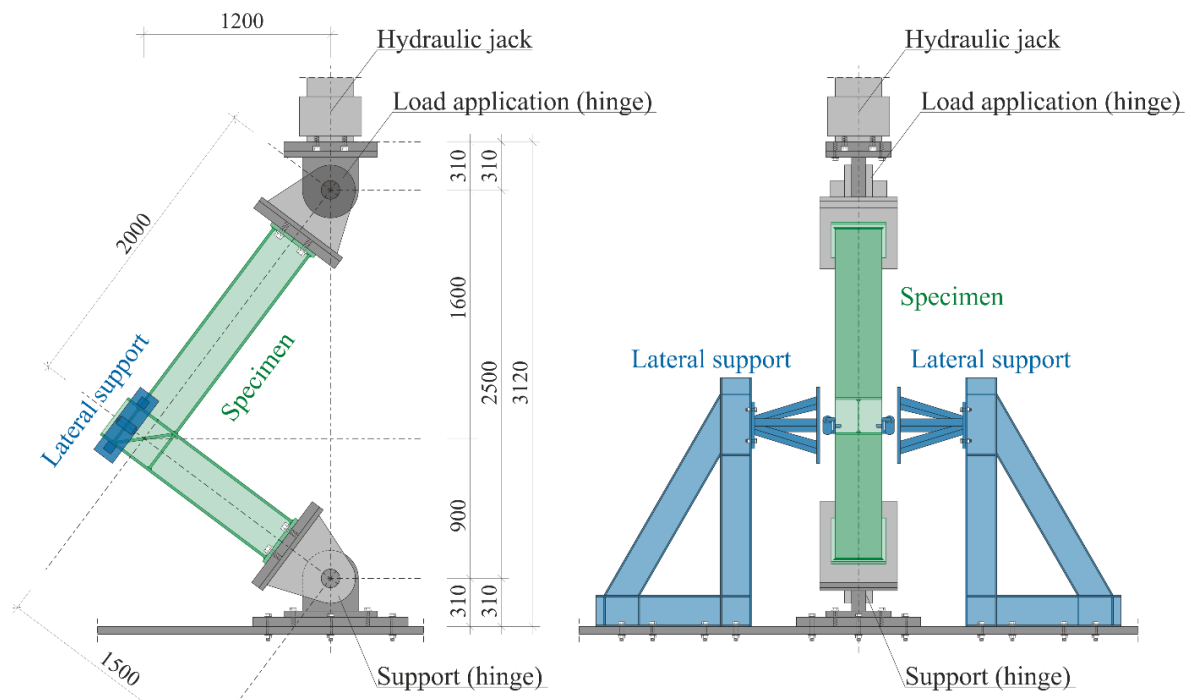 1200
Hydraulic jack
Load application (hinge)
310
310
2000
1600
2500
3120
Lateral support
Specimen
900
310
310
1500
Support (hinge)
Hydraulic jack
Load application (hinge)
Specimen
Lateral support
Lateral support
Support (hinge)